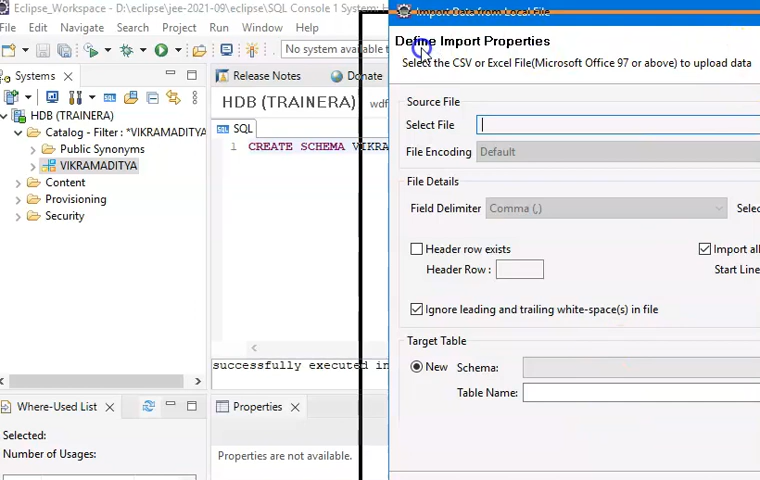 Eclipse_Workspace - D:\eclipse\jee-2021-09\eclipse\SQL Console 1 System: H
File Edit Navigate Search Project Run Window Help
No system available t
Systems
HDB (TRAINERA)
Catalog - Filter : *VIKRAMADITYA
Public Synonyms
VIKRAMADITYA
Content
Provisioning
Security
Release Notes
Donate
HDB (TRAINERA) wdf
SQL
1 CREATE SCHEMA VIKRA
successfully executed in
Where-Used List
Selected:
Number of Usages:
Properties
Properties are not available.
Import Data from Local File
Define Import Properties
Select the CSV or Excel File(Microsoft Office 97 or above) to upload data
Source File
Select File
File Encoding Default
File Details
Field Delimiter Comma (,) Selec
Header row exists Import all
Header Row : Start Line
Ignore leading and trailing white-space(s) in file
Target Table
New Schema:
Table Name: